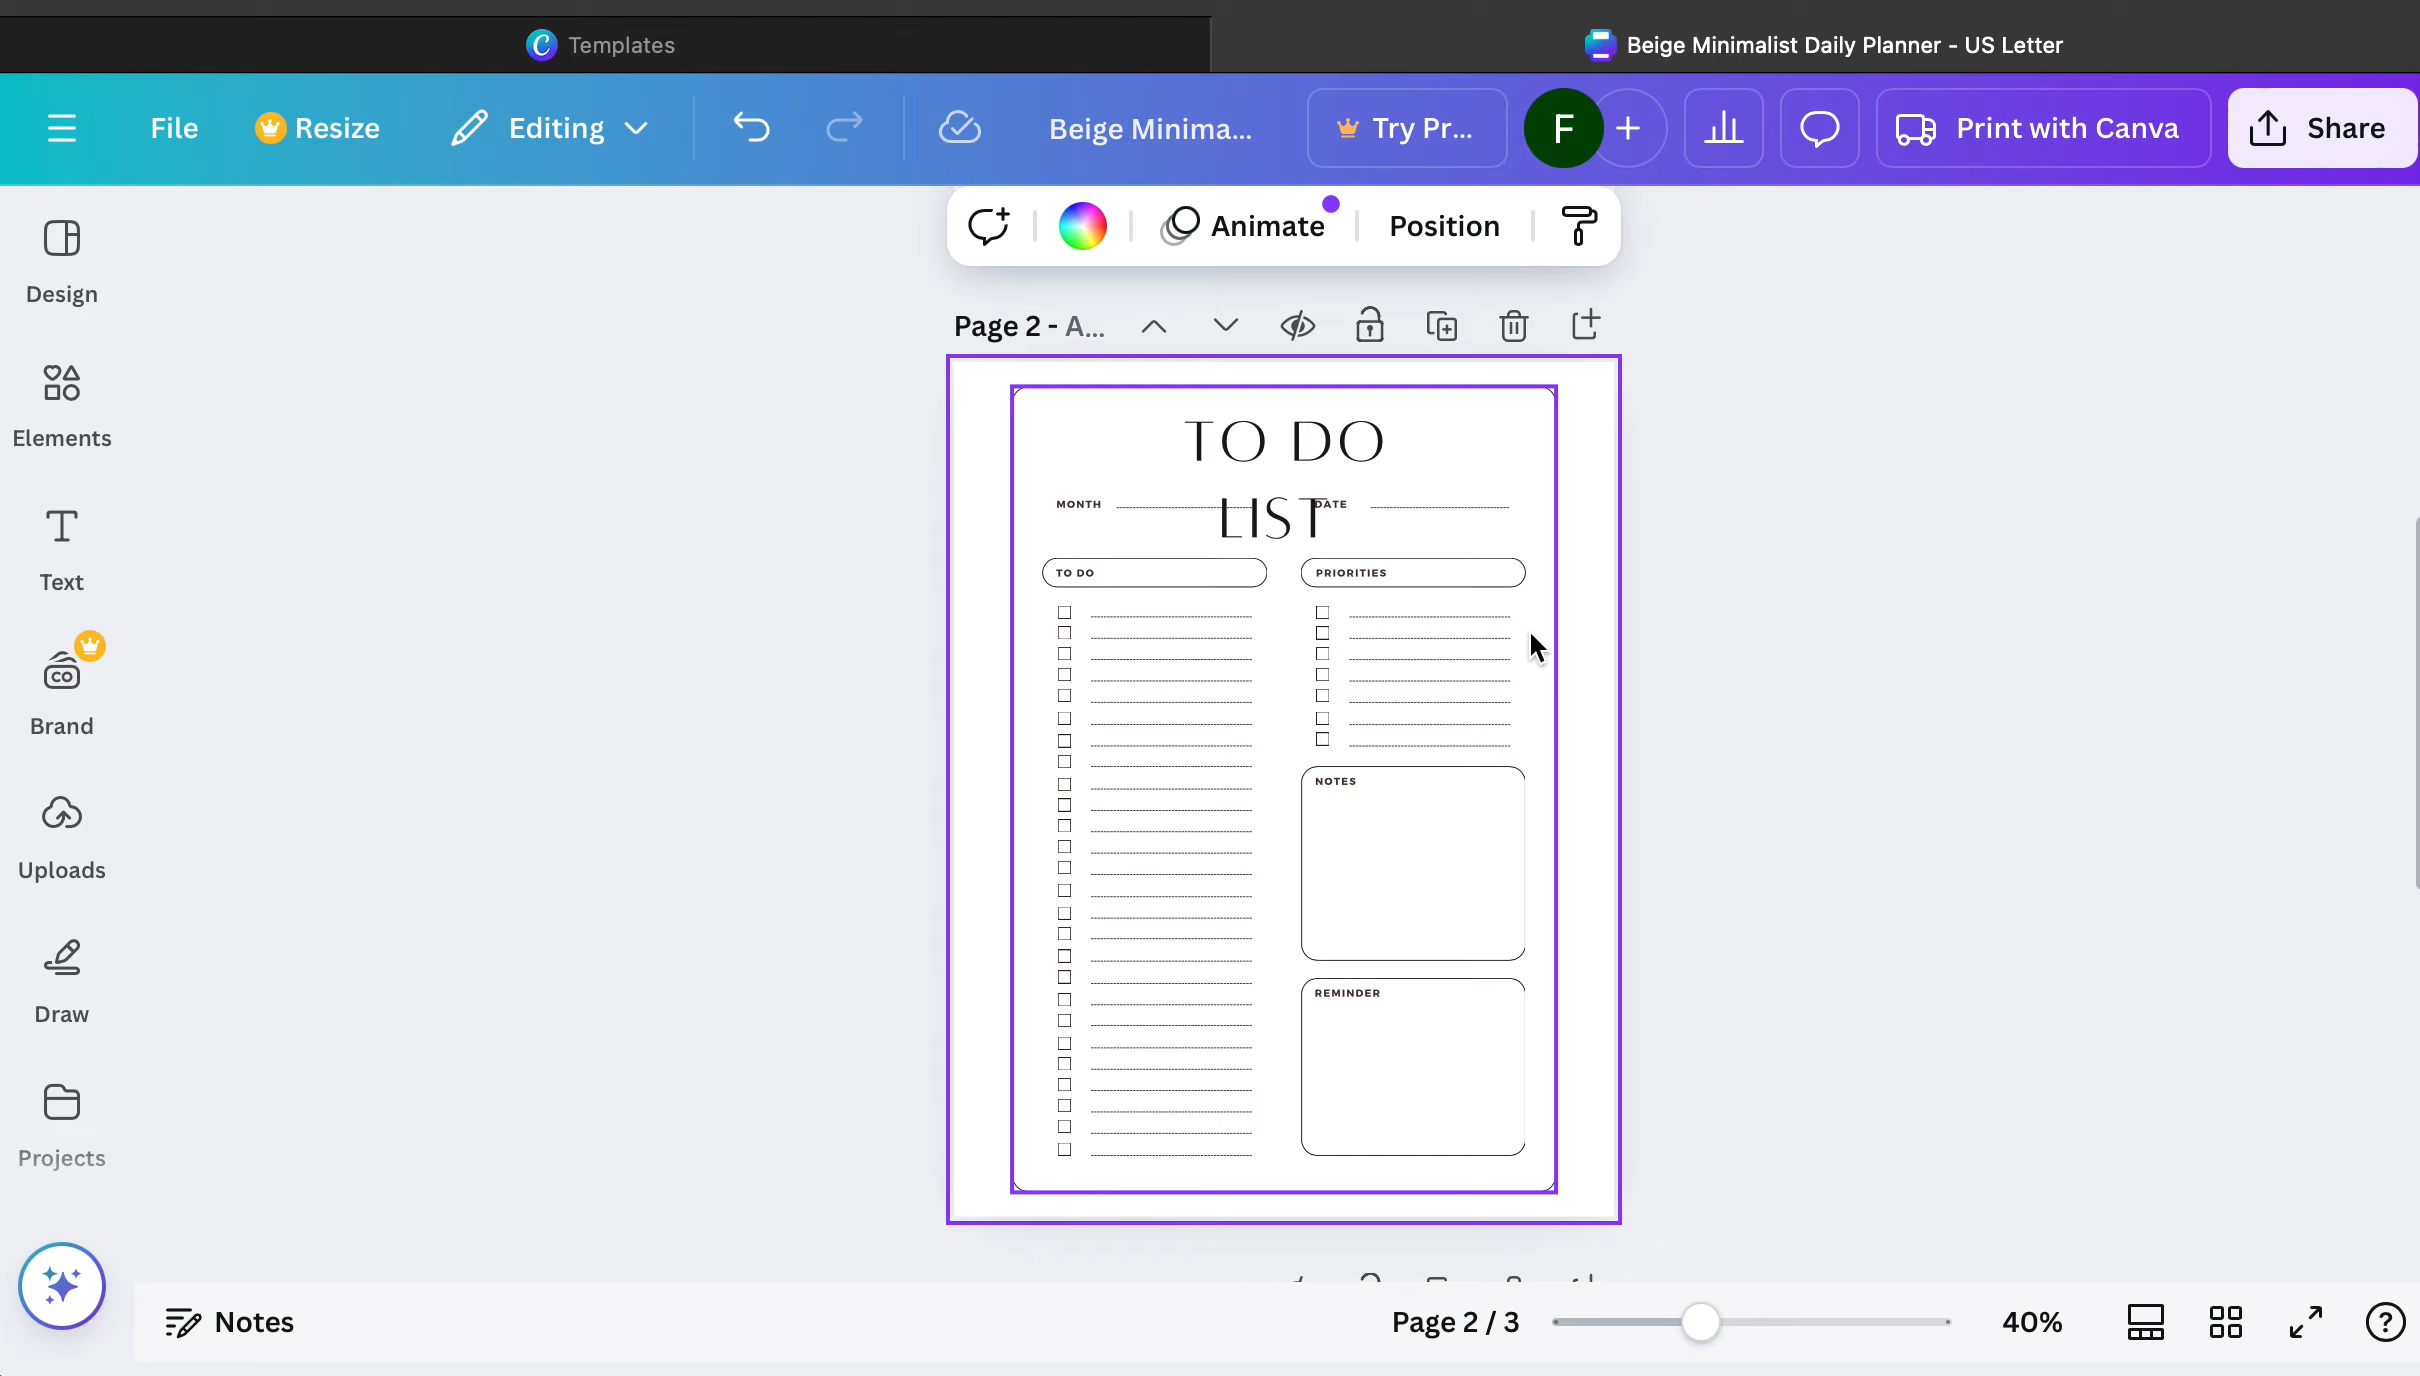 Templates
Beige Minimalist Daily Planner - US Letter
File
Resize
Editing
Beige Minima...
Try Pr...
F
Print with Canva
Share
Animate
Position
Design
Elements
Text
CO
Brand
Uploads
Draw
Projects
Page 2 - A...
TO DO
LIST
MONTH
DATE
TO DO
PRIORITIES
NOTES
REMINDER
Notes
Page 2 / 3
40%
?